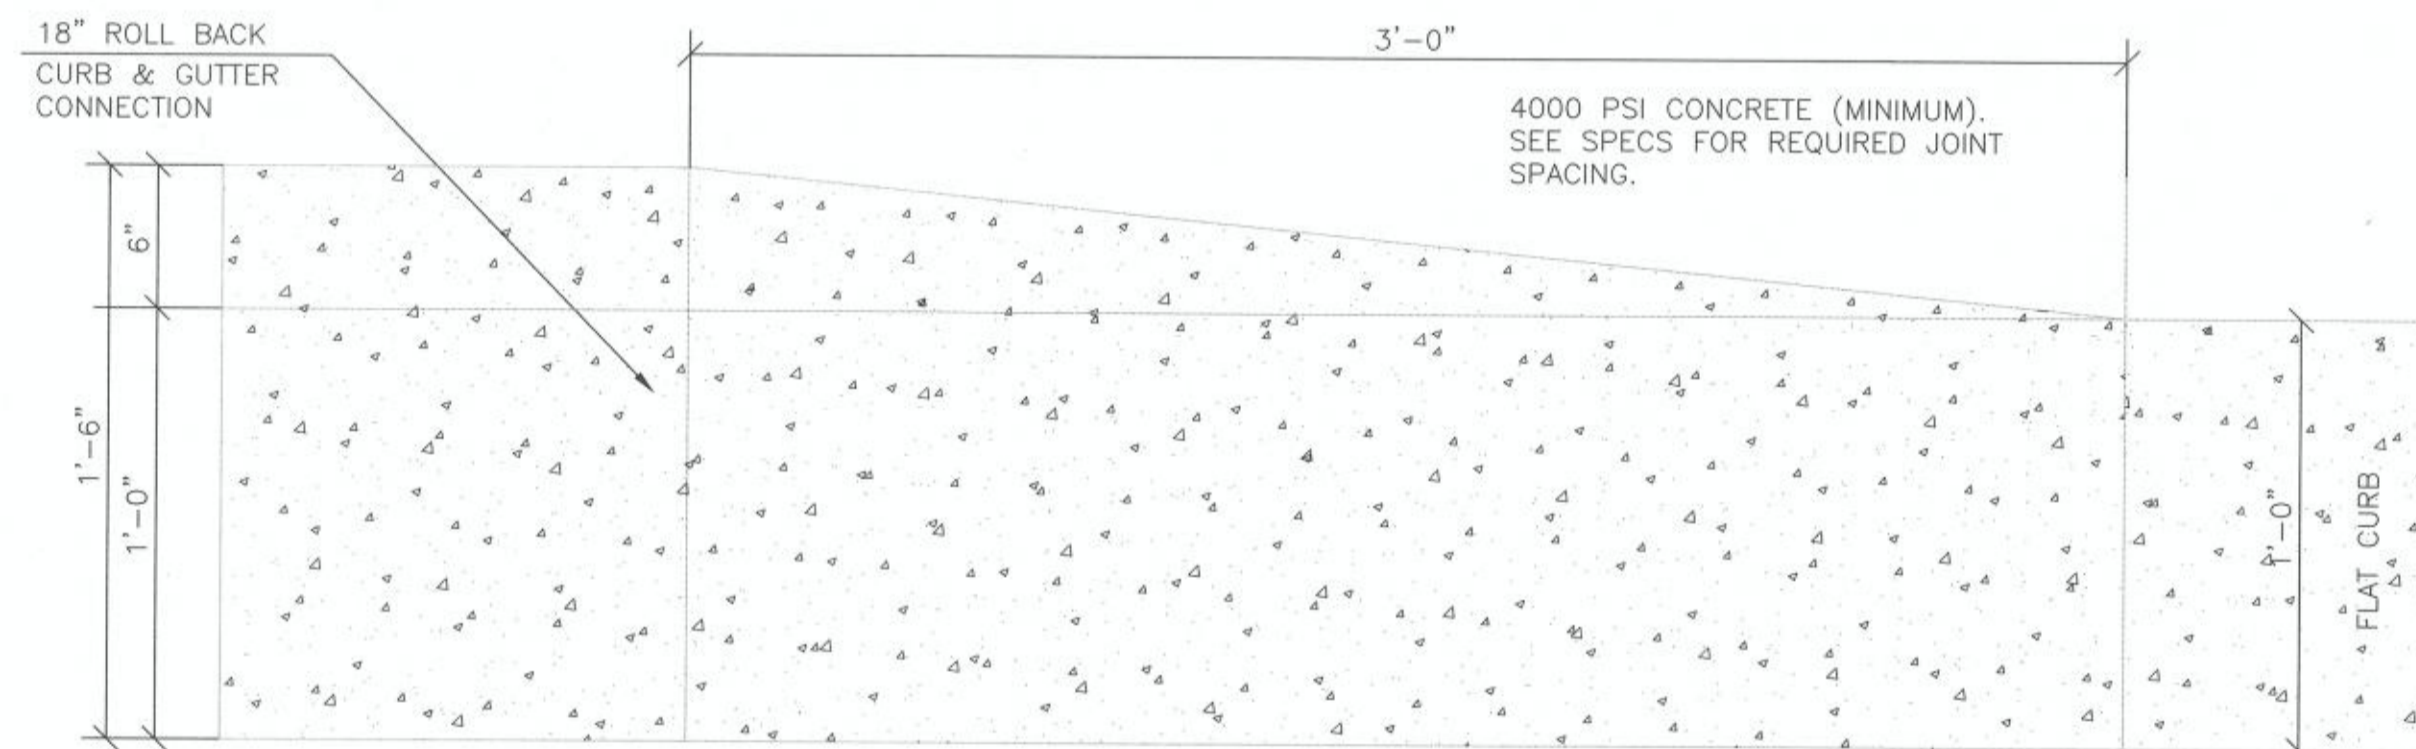 18" ROLL BACK
CURB & GUTTER
CONNECTION
3'-0"
4000 PSI CONCRETE (MINIMUM).
SEE SPECS FOR REQUIRED JOINT
SPACING.
6"
1'-6"
1'-0"
1'-0"
FLAT CURB